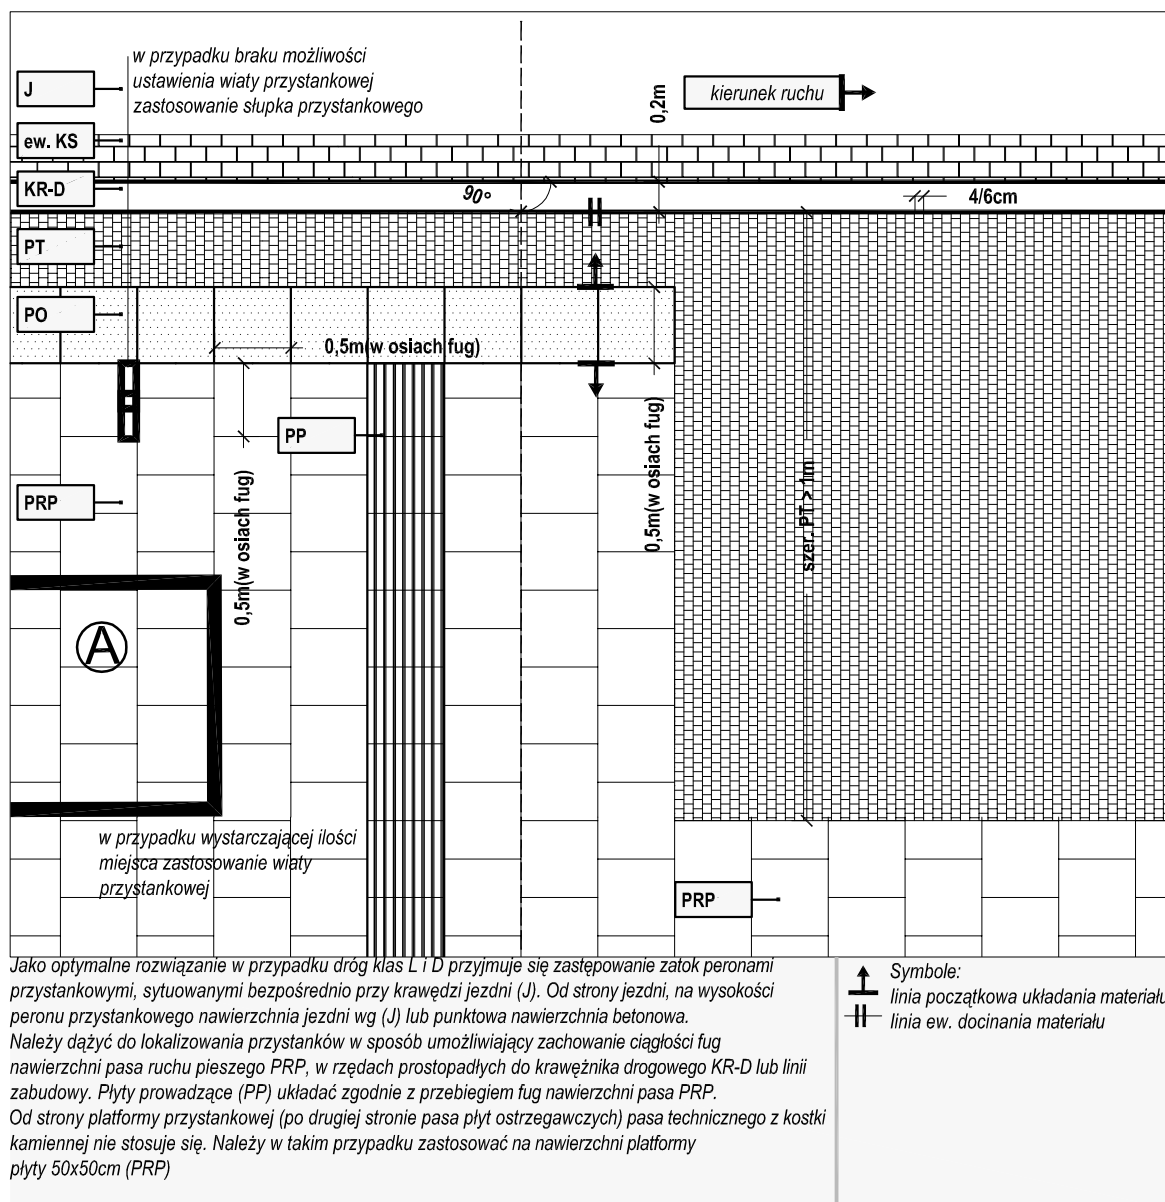 w przypadku braku możliwości
ustawienia wiaty przystankowej
zastosowanie słupka przystankowego
J
kierunek ruchu
0,2m
ew. KS
KR-D
90°
4/6cm
PT
PO
0,5m(w osiach fug)
PP
0,5m(w osiach fug)
0,5m(w osiach fug)
szer. PT > 1m
PRP
A
w przypadku wystarczającej ilości
miejsca zastosowanie wiaty
przystankowej
PRP
Jako optymalne rozwiązanie w przypadku dróg klas L i D przyjmuje się zastępowanie zatok peronami
przystankowymi, sytuowanymi bezpośrednio przy krawędzi jezdni (J). Od strony jezdni, na wysokości
peronu przystankowego nawierzchnia jezdni wg (J) lub punktowa nawierzchnia betonowa.
Należy dążyć do lokalizowania przystanków w sposób umożliwiający zachowanie ciągłości fug
nawierzchni pasa ruchu pieszego PRP, w rzędach prostopadłych do krawężnika drogowego KR-D lub linii
zabudowy. Płyty prowadzące (PP) układać zgodnie z przebiegiem fug nawierzchni pasa PRP.
Od strony platformy przystankowej (po drugiej stronie pasa płyt ostrzegawczych) pasa technicznego z kostki
kamiennej nie stosuje się. Należy w takim przypadku zastosować na nawierzchni platformy
płyty 50x50cm (PRP)
Symbole:
linia początkowa układania materiału
linia ew. docinania materiału